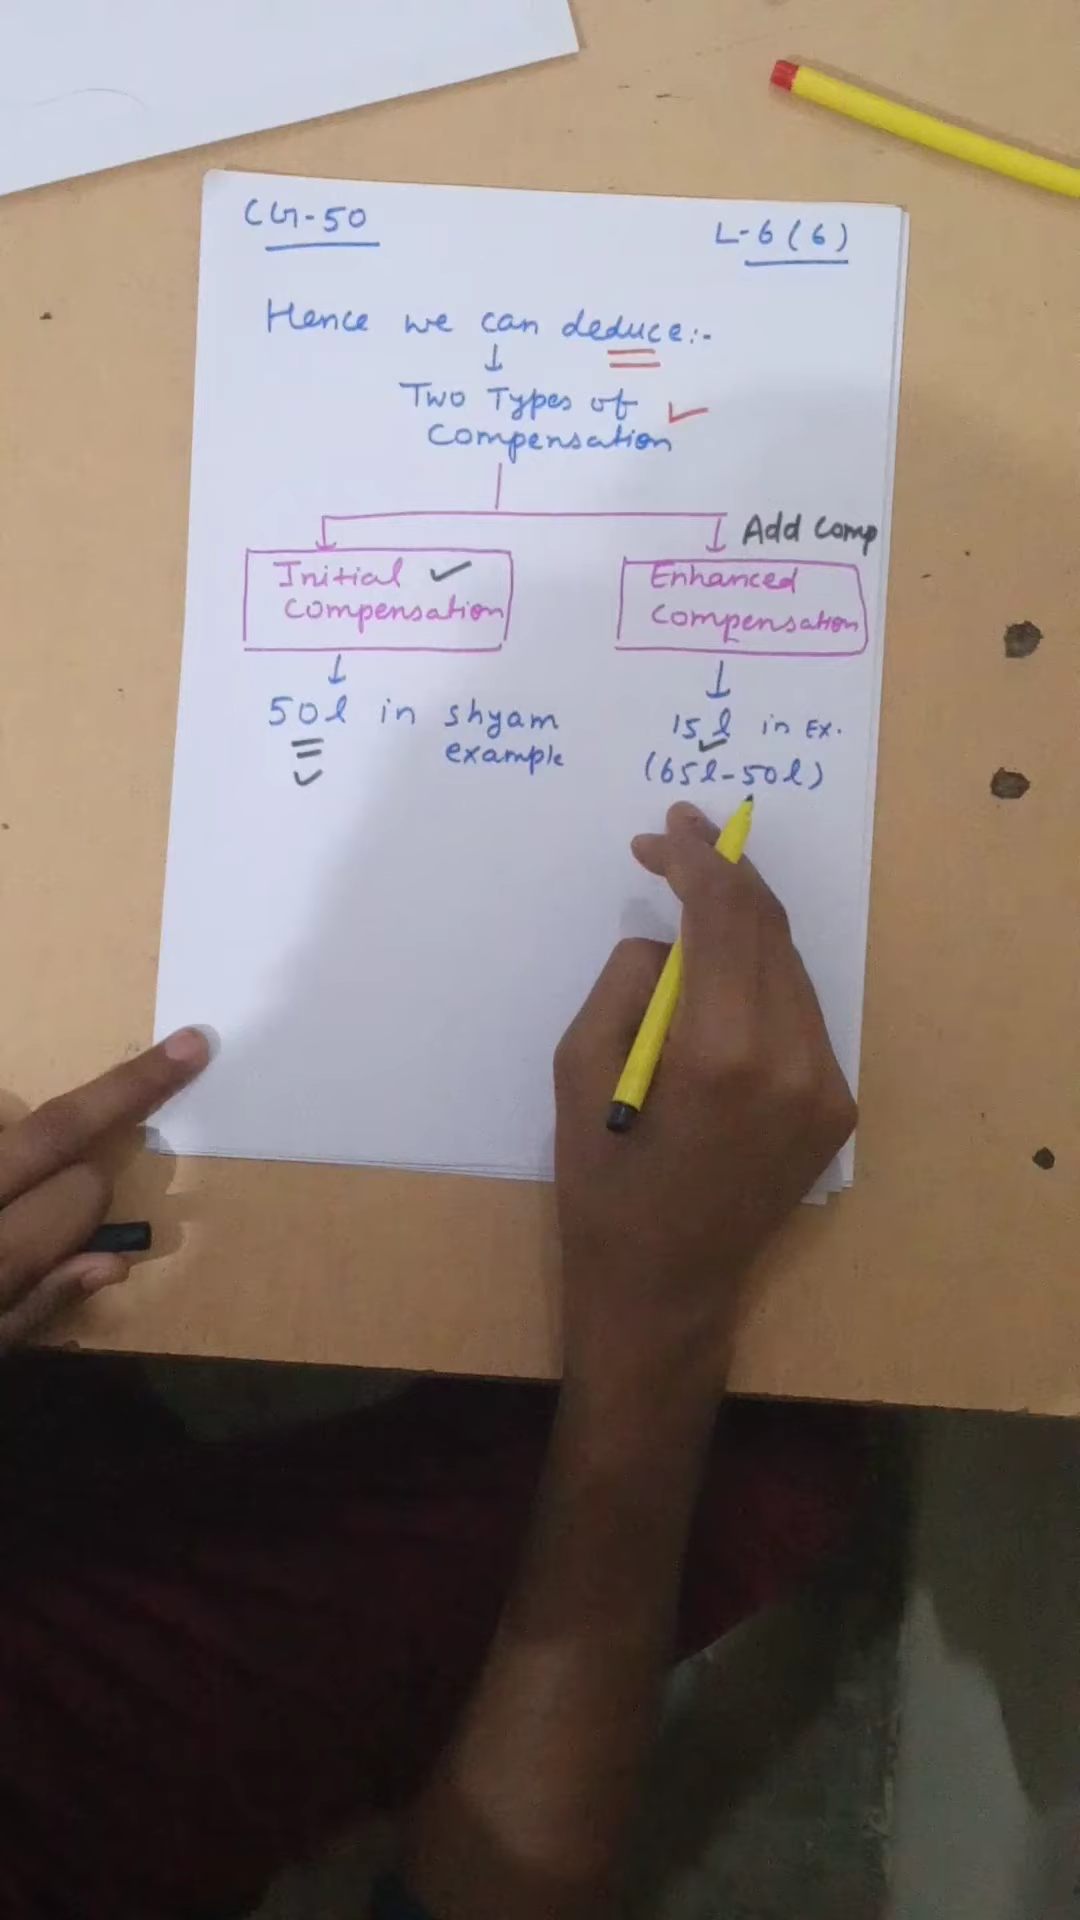 CG-50
L-6(6)
Hence we can deduce:-
Two Types of
Compensation
Add Comp
Initial
Compensation
Enhanced
Compensation
50l in shyam
example
15l in Ex.
(65l-50l)